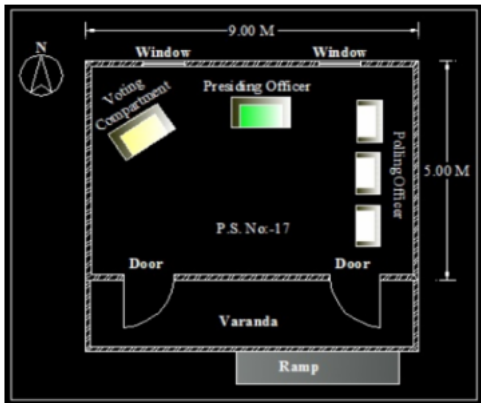 9.00 M
N
Window
Window
Voting
Compartment
Presiding Officer
Polling Officer
5.00 M
P.S. No:-17
Door
Door
Varanda
Ramp